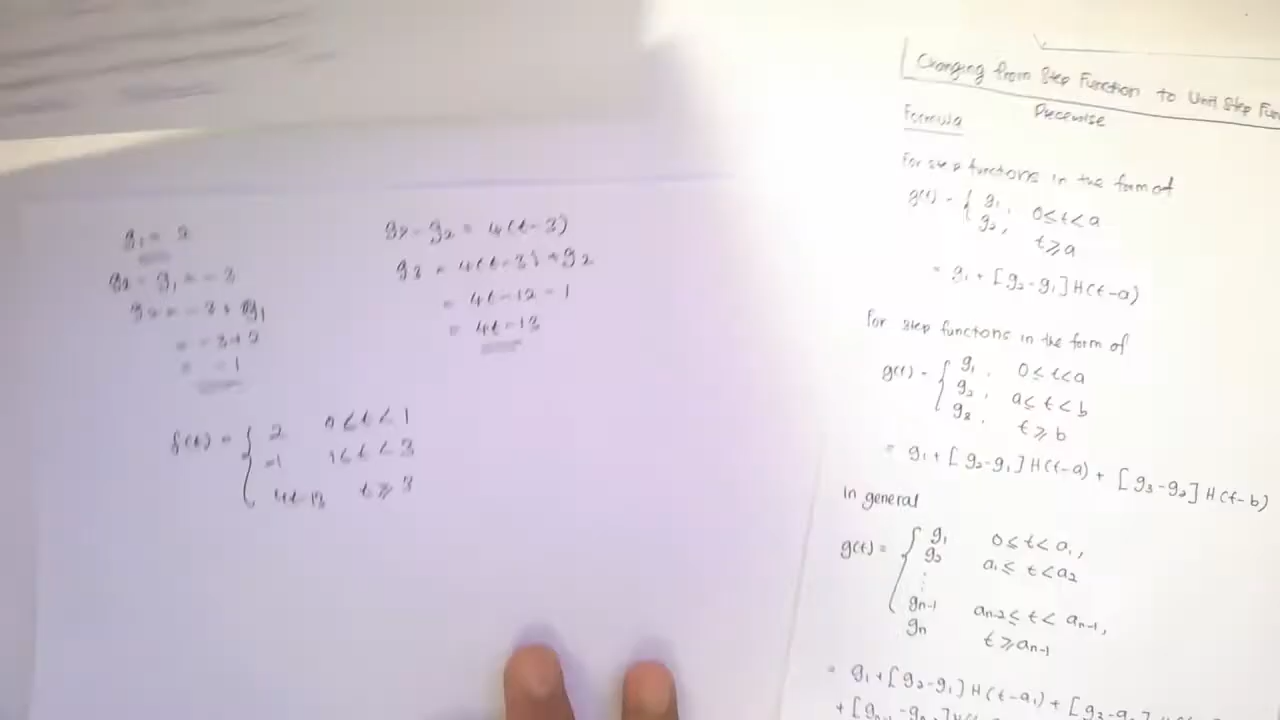 g₁ = 2
g₂ - g₁ = -3
g₂ = -3 + g₁
= -3+2
= -1
g₃ - g₂ = 4(t-3)
g₃ = 4(t-3) + g₂
= 4t-12-1
= 4t-13
f(t) = { 2 0≤t<1
-1 1≤t<3
4t-13 t≥3
Changing from Step Function to Unit Step Fun
Piecewise
Formula
For step functions in the form of
g(t) = { g₁, 0≤t<a
g₂, t≥a
= g₁ + [g₂-g₁]H(t-a)
For step functions in the form of
g(t) = { g₁, 0≤t<a
g₂, a≤t<b
g₃, t≥b
= g₁ + [g₂-g₁]H(t-a) + [g₃-g₂]H(t-b)
In general
g(t) = { g₁ 0≤t<a₁,
g₂ a₁≤t<a₂
⋮
gₙ₋₁ aₙ₋₂≤t<aₙ₋₁,
gₙ t≥aₙ₋₁
= g₁ + [g₂-g₁]H(t-a₁) + [g₃-g₂]